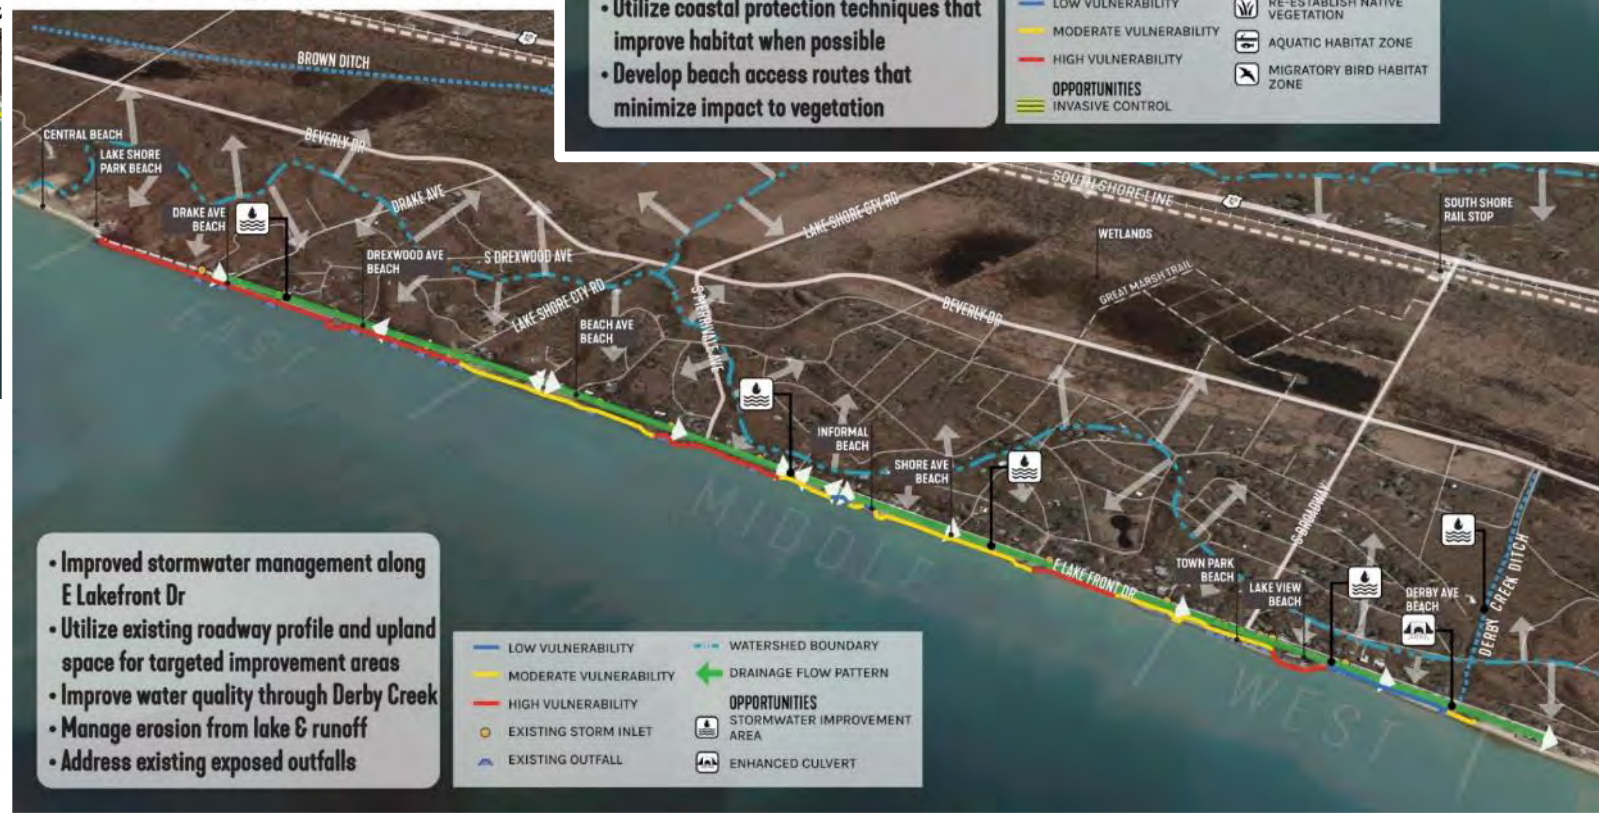 • Utilize coastal protection techniques that
improve habitat when possible
• Develop beach access routes that
minimize impact to vegetation
LOW VULNERABILITY
MODERATE VULNERABILITY
HIGH VULNERABILITY
OPPORTUNITIES
INVASIVE CONTROL
RE-ESTABLISH NATIVE
VEGETATION
AQUATIC HABITAT ZONE
MIGRATORY BIRD HABITAT
ZONE
BROWN DITCH
BEVERLY DR
CENTRAL BEACH
LAKE SHORE
PARK BEACH
DRAKE AVE
BEACH
DRAKE AVE
DREXWOOD AVE
BEACH
S DREXWOOD AVE
LAKE SHORE CTY RD
BEACH AVE
BEACH
S MERRIVALE AVE
LAKE SHORE CTY RD
SOUTH SHORE LINE
SOUTH SHORE
RAIL STOP
WETLANDS
GREAT MARSH TRAIL
BEVERLY DR
INFORMAL
BEACH
SHORE AVE
BEACH
E LAKE FRONT DR
S BROADWAY
TOWN PARK
BEACH
LAKE VIEW
BEACH
DERBY AVE
BEACH
DERBY CREEK DITCH
EAST
MIDDLE
WEST
• Improved stormwater management along
E Lakefront Dr
• Utilize existing roadway profile and upland
space for targeted improvement areas
• Improve water quality through Derby Creek
• Manage erosion from lake & runoff
• Address existing exposed outfalls
LOW VULNERABILITY
MODERATE VULNERABILITY
HIGH VULNERABILITY
EXISTING STORM INLET
EXISTING OUTFALL
WATERSHED BOUNDARY
DRAINAGE FLOW PATTERN
OPPORTUNITIES
STORMWATER IMPROVEMENT
AREA
ENHANCED CULVERT